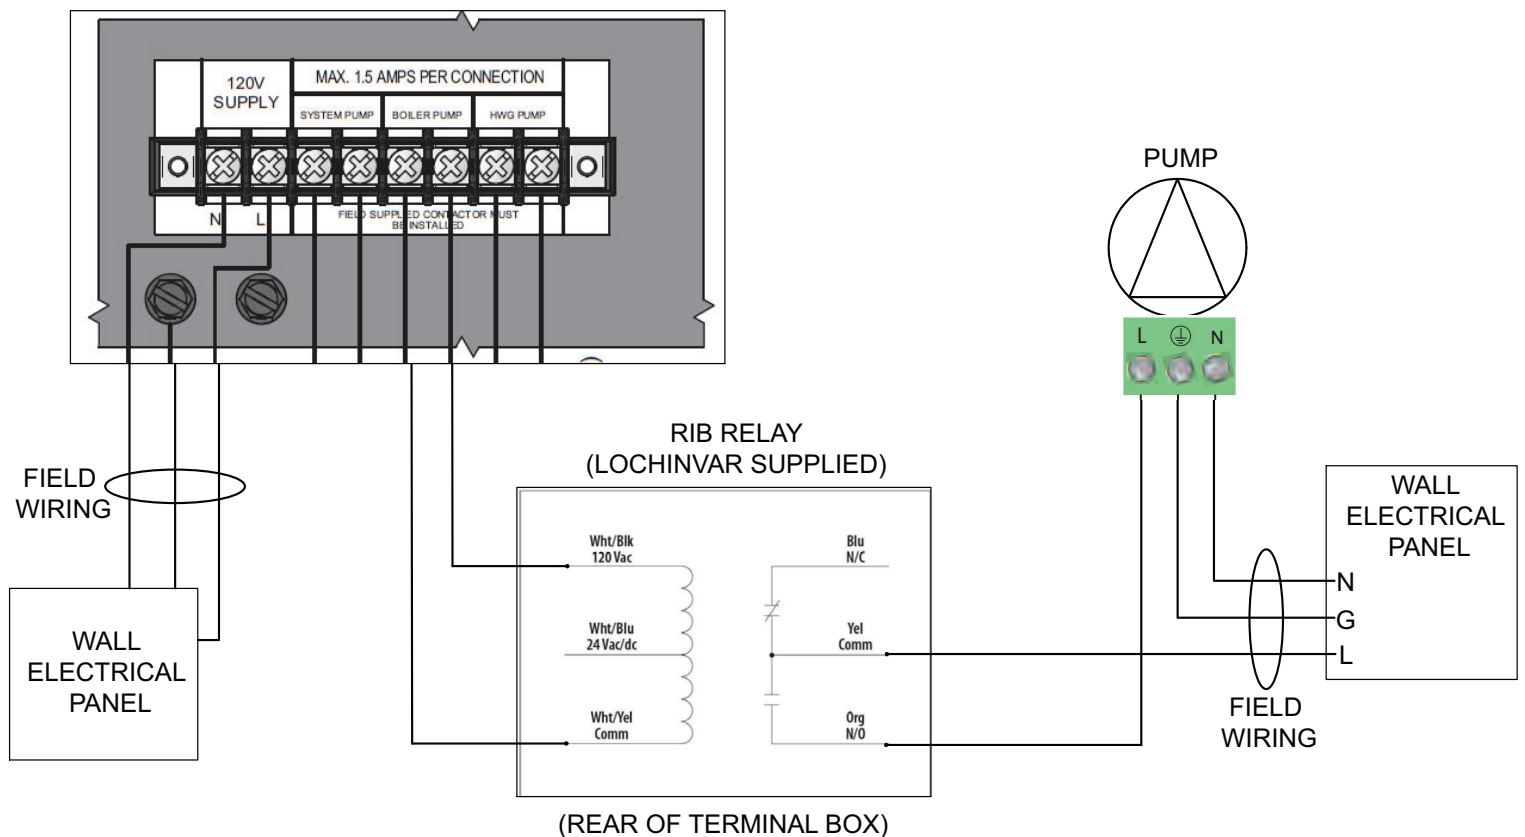 120V
SUPPLY
MAX. 1.5 AMPS PER CONNECTION
SYSTEM PUMP
BOILER PUMP
HWG PUMP
N
L
FIELD SUPPLIED CONTACTOR MUST
BE INSTALLED
PUMP
L
N
FIELD
WIRING
WALL
ELECTRICAL
PANEL
RIB RELAY
(LOCHINVAR SUPPLIED)
Wht/Blk
120 Vac
Wht/Blu
24 Vac/dc
Wht/Yel
Comm
Blu
N/C
Yel
Comm
Org
N/O
(REAR OF TERMINAL BOX)
WALL
ELECTRICAL
PANEL
N
G
L
FIELD
WIRING